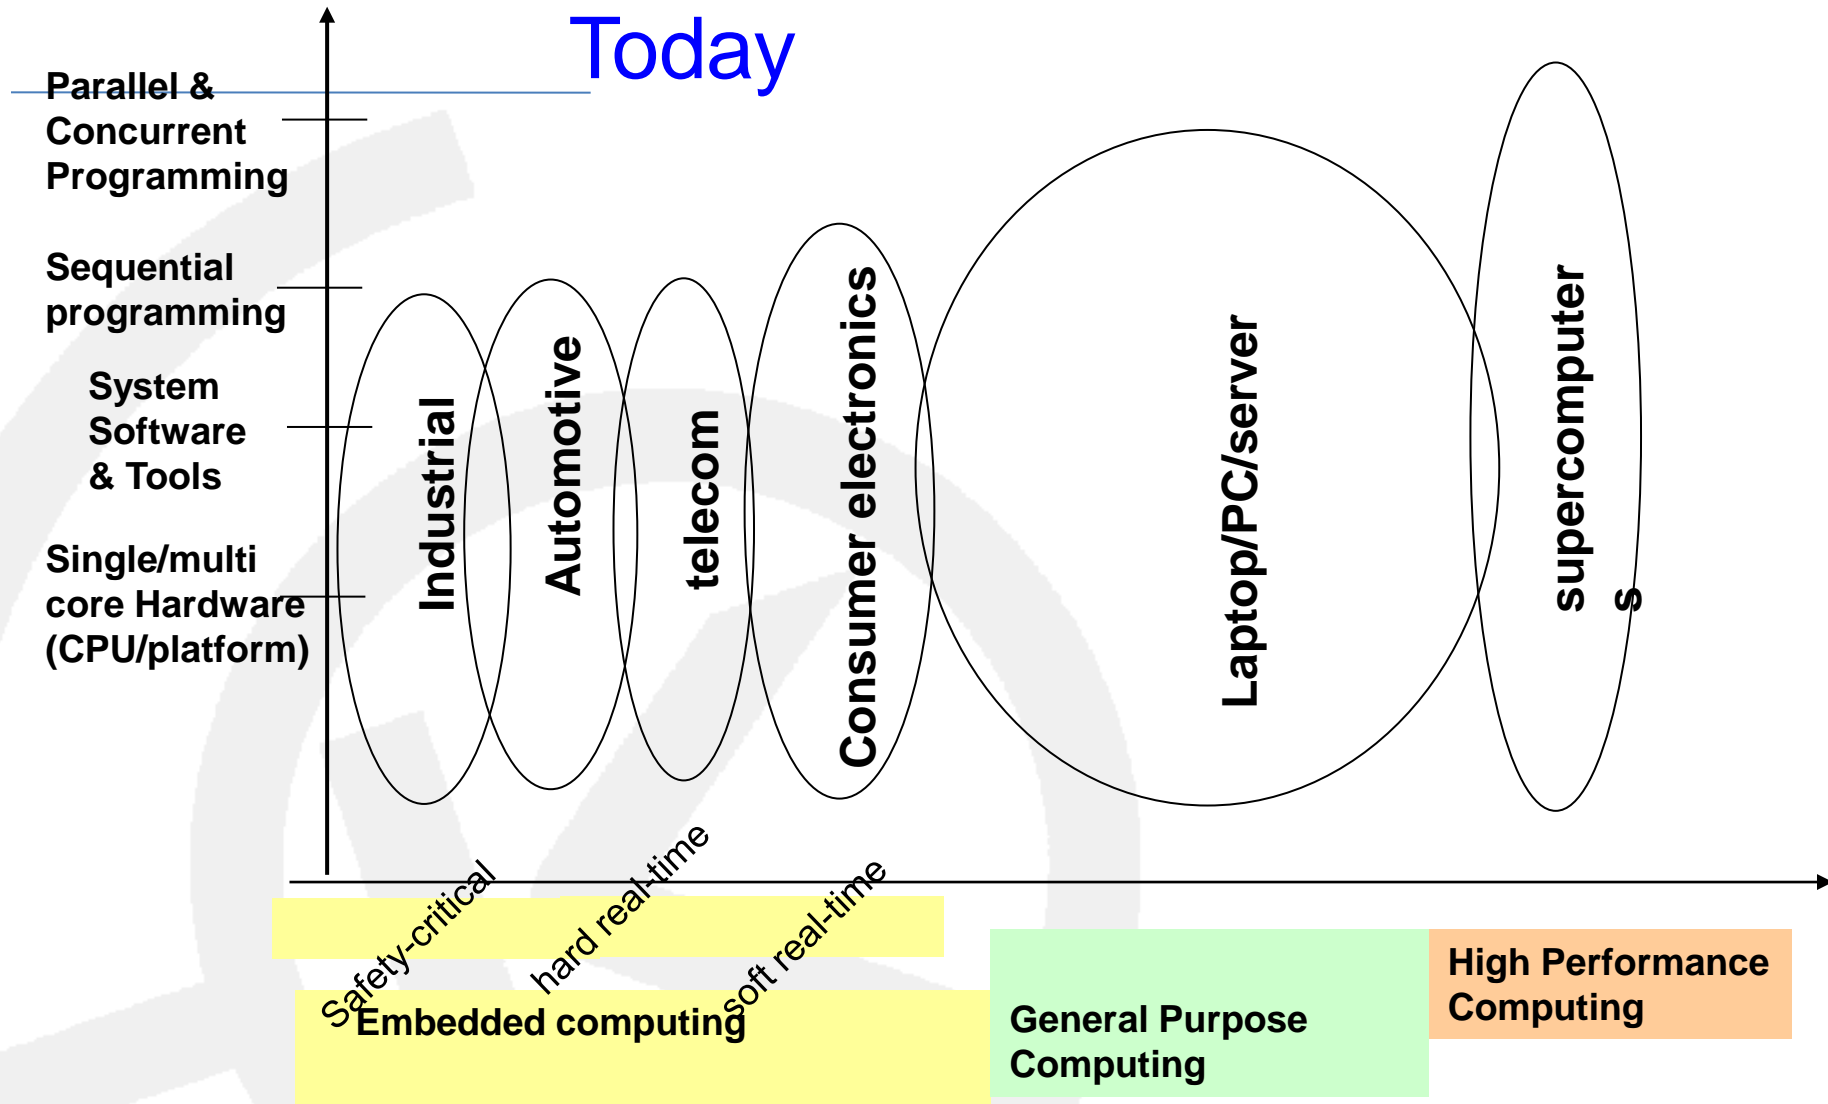 Today
Parallel &
Concurrent
Programming
Sequential
programming
System
Software
& Tools
Single/multi
core Hardware
(CPU/platform)
Industrial
Automotive
telecom
Consumer electronics
Laptop/PC/server
supercomputer
s
Safety-critical
hard real-time
soft real-time
Embedded computing
General Purpose
Computing
High Performance
Computing